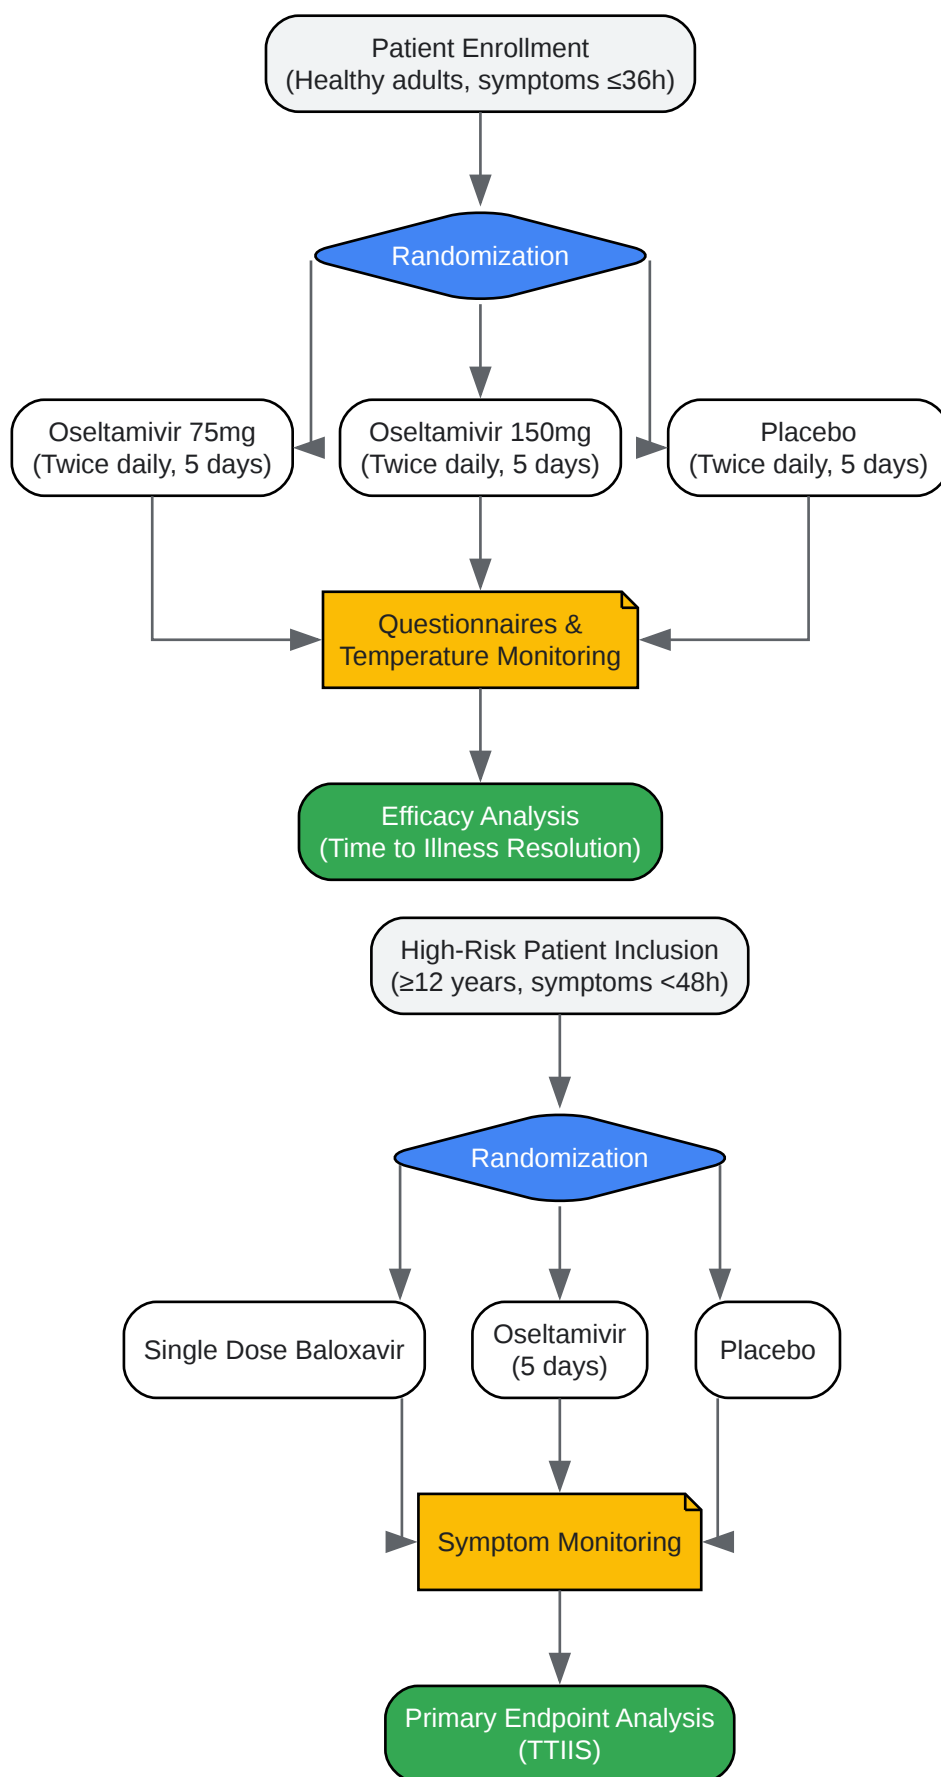 Patient Enrollment
(Healthy adults, symptoms ≤36h)
Randomization
Oseltamivir 75mg
(Twice daily, 5 days)
Oseltamivir 150mg
(Twice daily, 5 days)
Placebo
(Twice daily, 5 days)
Questionnaires &
Temperature Monitoring
Efficacy Analysis
(Time to Illness Resolution)
High-Risk Patient Inclusion
(≥12 years, symptoms <48h)
Randomization
Single Dose Baloxavir
Oseltamivir
(5 days)
Placebo
Symptom Monitoring
Primary Endpoint Analysis
(TTIIS)